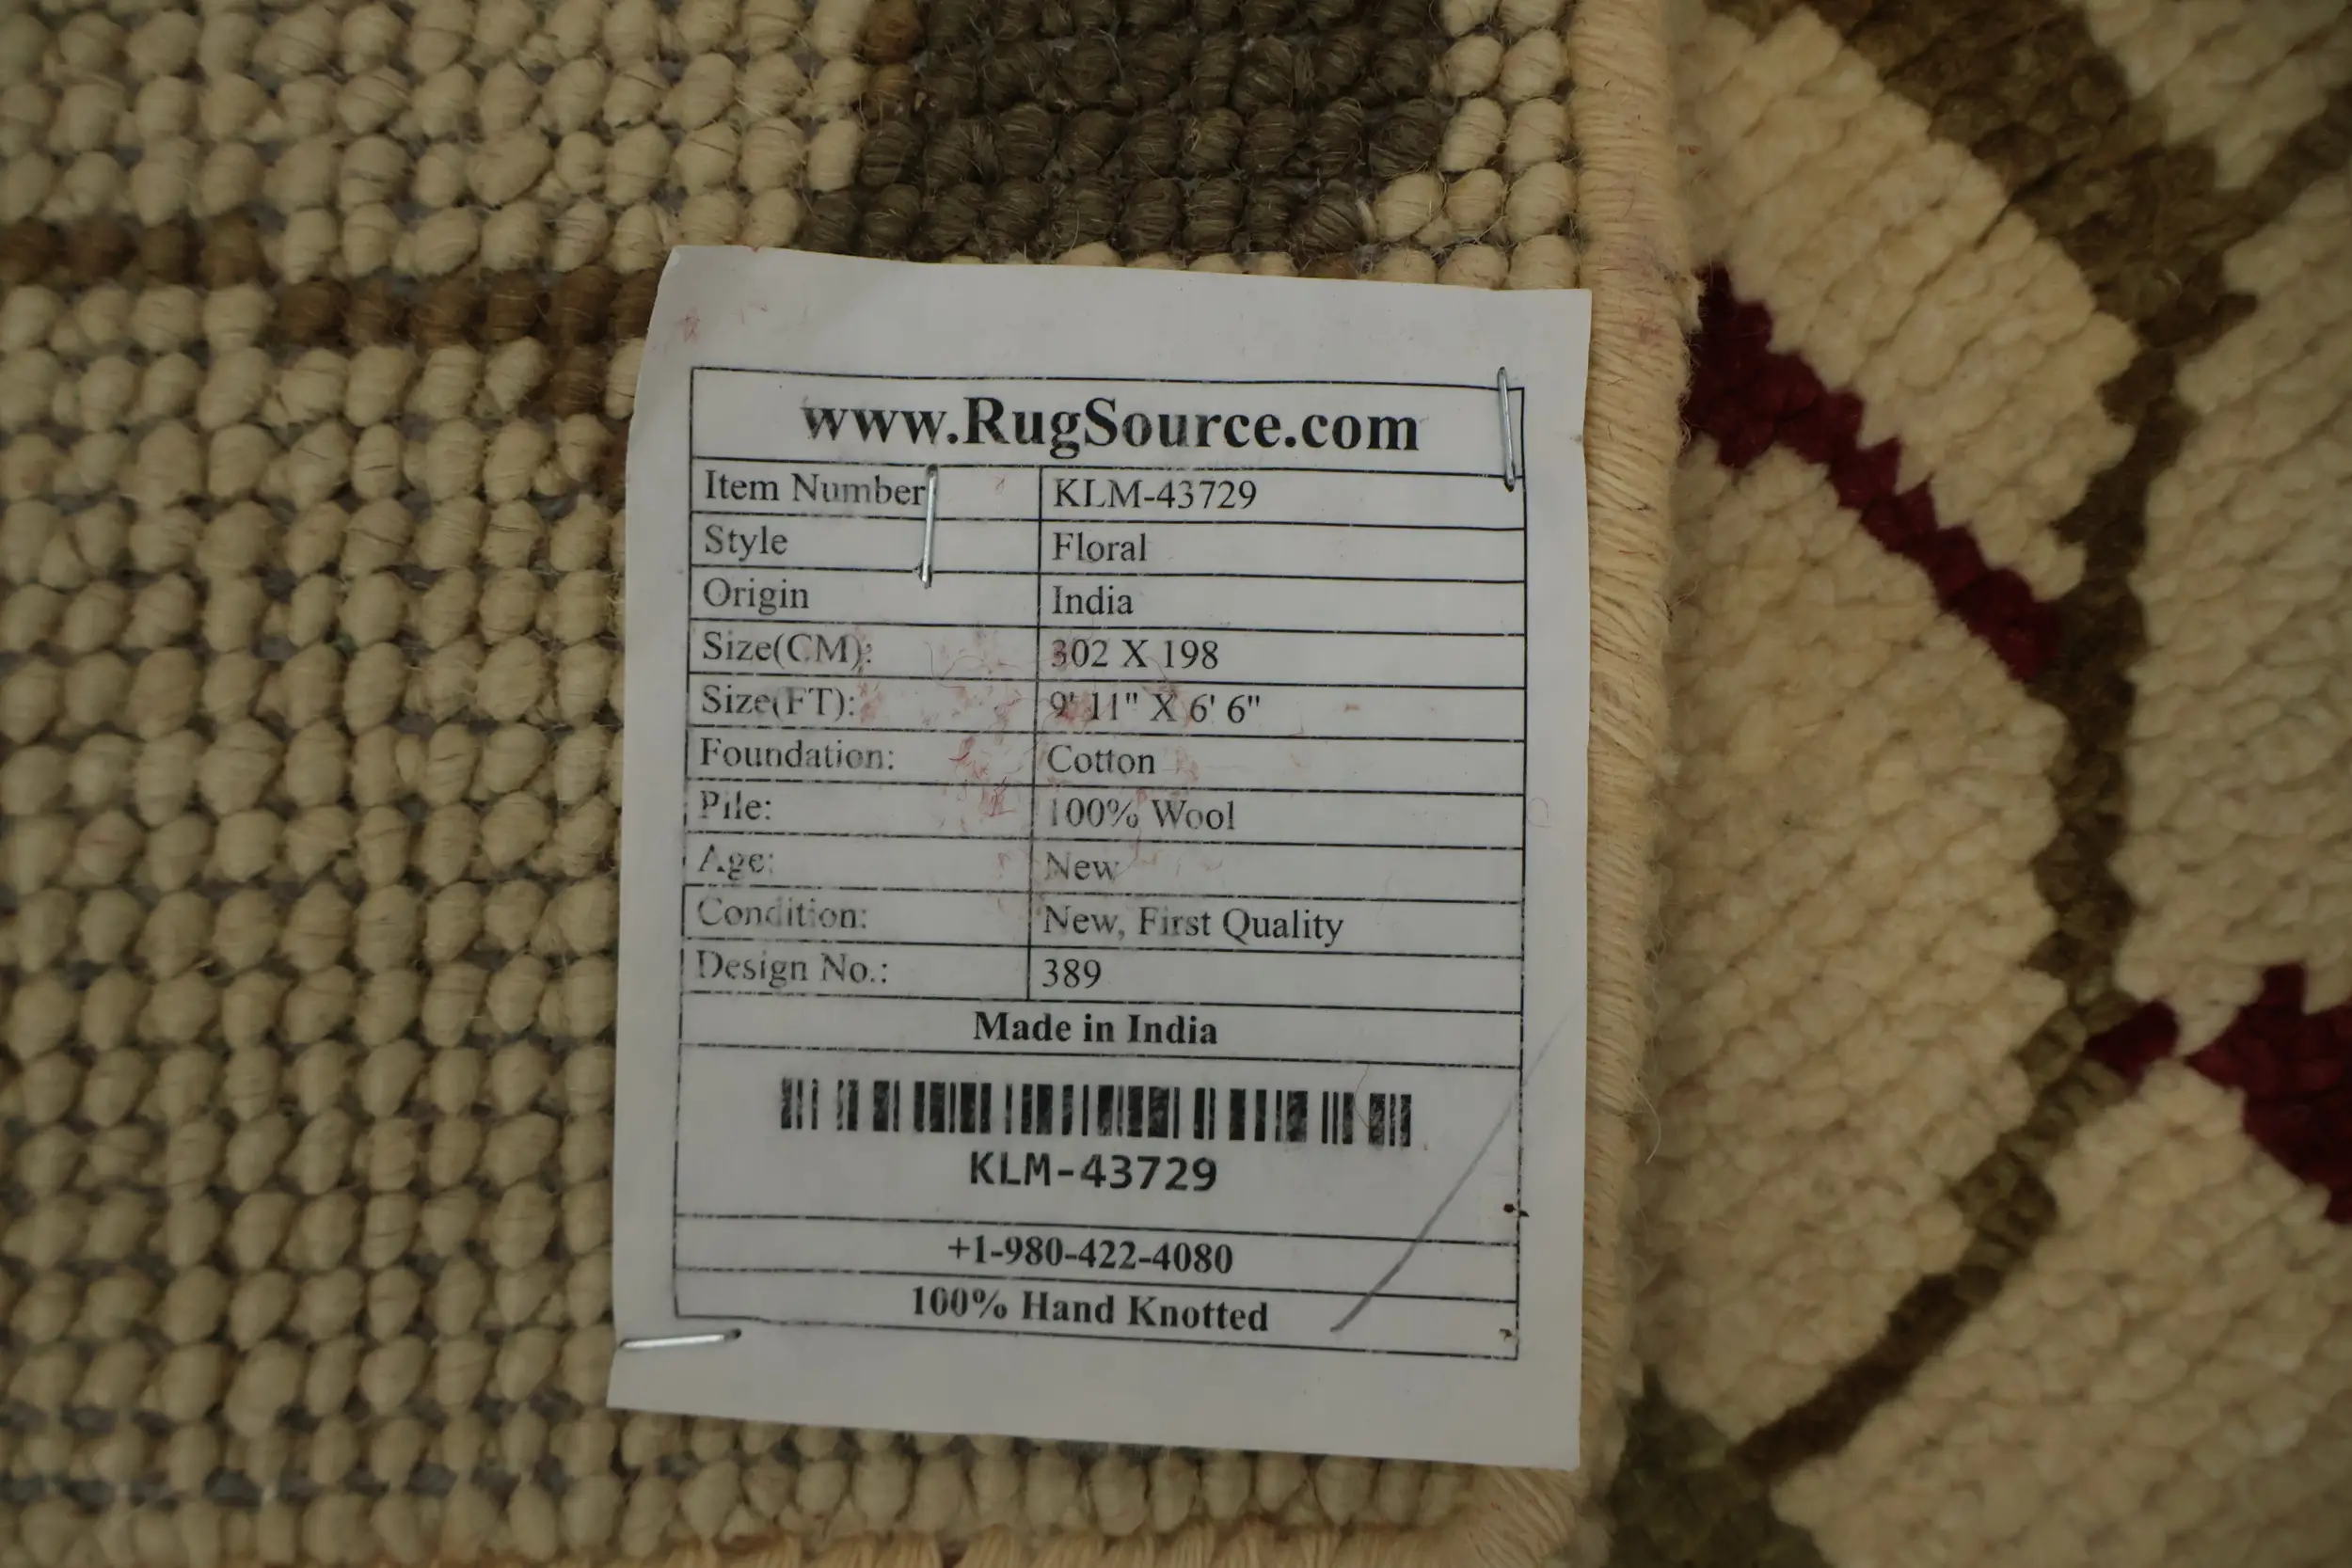 www.RugSource.com
Item Number KLM-43729
Style Floral
Origin India
Size(CM): 302 X 198
Size(FT): 9' 11" X 6' 6"
Foundation: Cotton
Pile: 100% Wool
Age: New
Condition: New, First Quality
Design No.: 389
Made in India
KLM-43729
+1-980-422-4080
100% Hand Knotted